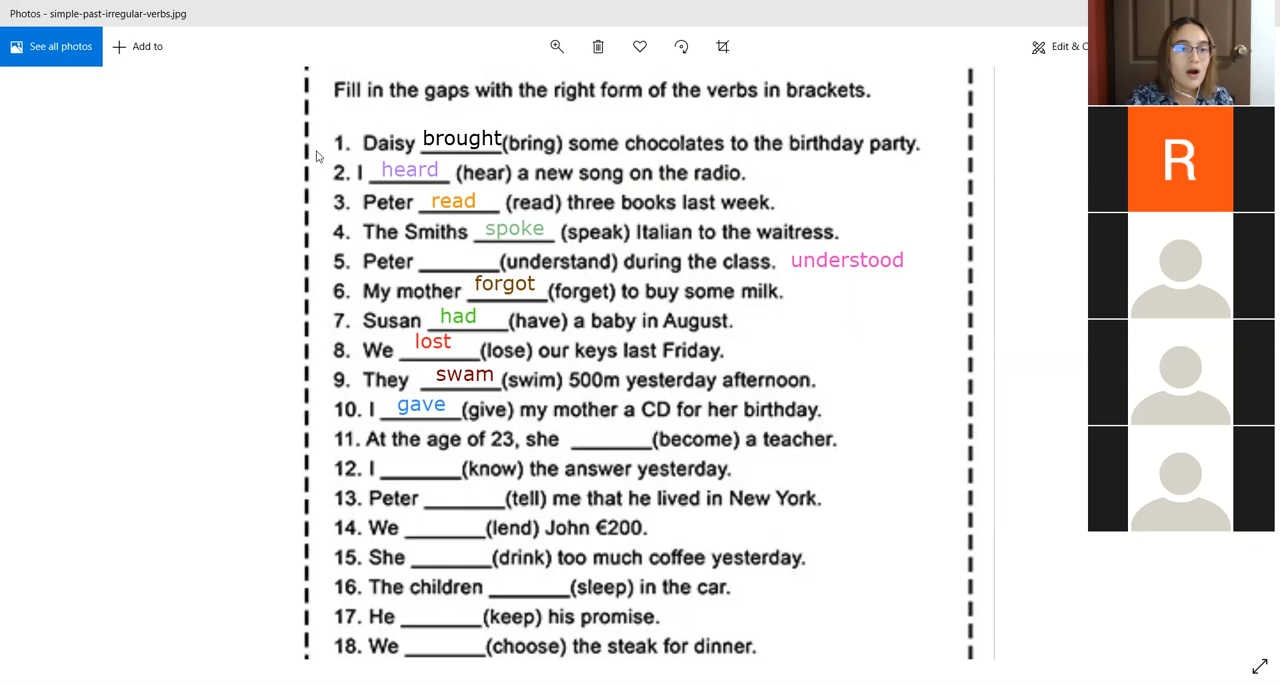 Photos - simple-past-irregular-verbs.jpg
See all photos + Add to Edit & C
Fill in the gaps with the right form of the verbs in brackets.
1. Daisy brought (bring) some chocolates to the birthday party.
2. I heard (hear) a new song on the radio.
3. Peter read (read) three books last week.
4. The Smiths spoke (speak) Italian to the waitress.
5. Peter ________(understand) during the class. understood
6. My mother forgot (forget) to buy some milk.
7. Susan had (have) a baby in August.
8. We lost (lose) our keys last Friday.
9. They swam (swim) 500m yesterday afternoon.
10. I gave (give) my mother a CD for her birthday.
11. At the age of 23, she ________(become) a teacher.
12. I ________(know) the answer yesterday.
13. Peter ________(tell) me that he lived in New York.
14. We ________(lend) John €200.
15. She ________(drink) too much coffee yesterday.
16. The children ________(sleep) in the car.
17. He ________(keep) his promise.
18. We ________(choose) the steak for dinner.
R